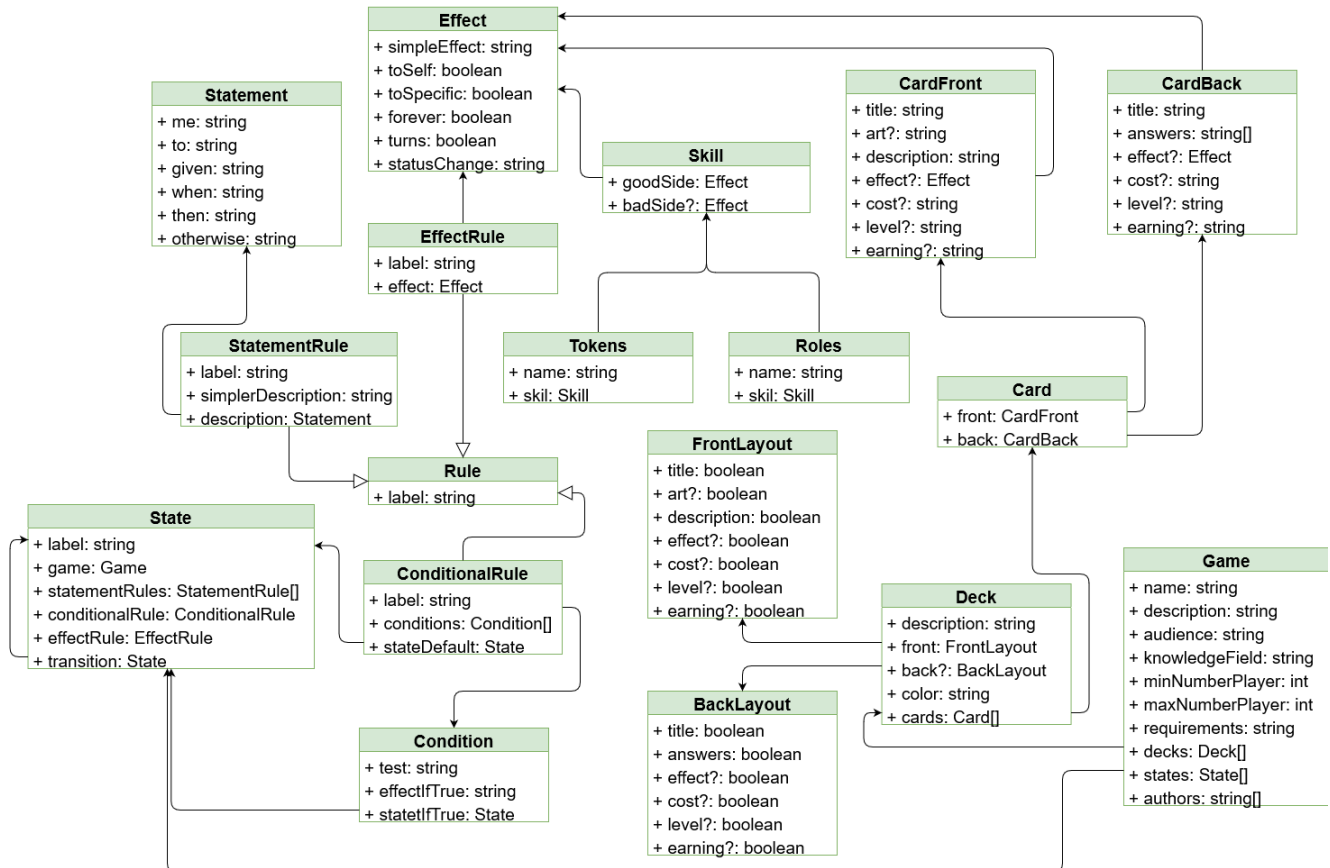 Effect
+ simpleEffect: string
+ toSelf: boolean
+ toSpecific: boolean
+ forever: boolean
+ turns: boolean
+ statusChange: string
Statement
+ me: string
+ to: string
+ given: string
+ when: string
+ then: string
+ otherwise: string
CardFront
+ title: string
+ art?: string
+ description: string
+ effect?: Effect
+ cost?: string
+ level?: string
+ earning?: string
CardBack
+ title: string
+ answers: string[]
+ effect?: Effect
+ cost?: string
+ level?: string
+ earning?: string
Skill
+ goodSide: Effect
+ badSide?: Effect
EffectRule
+ label: string
+ effect: Effect
StatementRule
+ label: string
+ simplerDescription: string
+ description: Statement
Tokens
+ name: string
+ skil: Skill
Roles
+ name: string
+ skil: Skill
Card
+ front: CardFront
+ back: CardBack
Rule
+ label: string
FrontLayout
+ title: boolean
+ art?: boolean
+ description: boolean
+ effect?: boolean
+ cost?: boolean
+ level?: boolean
+ earning?: boolean
State
+ label: string
+ game: Game
+ statementRules: StatementRule[]
+ conditionalRule: ConditionalRule
+ effectRule: EffectRule
+ transition: State
ConditionalRule
+ label: string
+ conditions: Condition[]
+ stateDefault: State
Deck
+ description: string
+ front: FrontLayout
+ back?: BackLayout
+ color: string
+ cards: Card[]
Game
+ name: string
+ description: string
+ audience: string
+ knowledgeField: string
+ minNumberPlayer: int
+ maxNumberPlayer: int
+ requirements: string
+ decks: Deck[]
+ states: State[]
+ authors: string[]
BackLayout
+ title: boolean
+ answers: boolean
+ effect?: boolean
+ cost?: boolean
+ level?: boolean
+ earning?: boolean
Condition
+ test: string
+ effectIfTrue: string
+ statetIfTrue: State